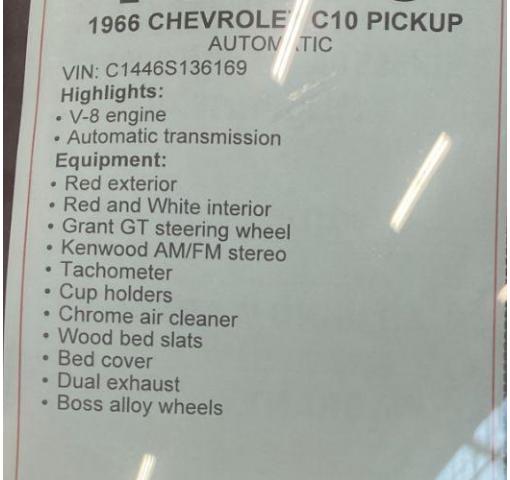 1966 CHEVROLET C10 PICKUP
AUTOMATIC
VIN: C1446S136169
Highlights:
• V-8 engine
• Automatic transmission
Equipment:
• Red exterior
• Red and White interior
• Grant GT steering wheel
• Kenwood AM/FM stereo
• Tachometer
• Cup holders
• Chrome air cleaner
• Wood bed slats
• Bed cover
• Dual exhaust
• Boss alloy wheels